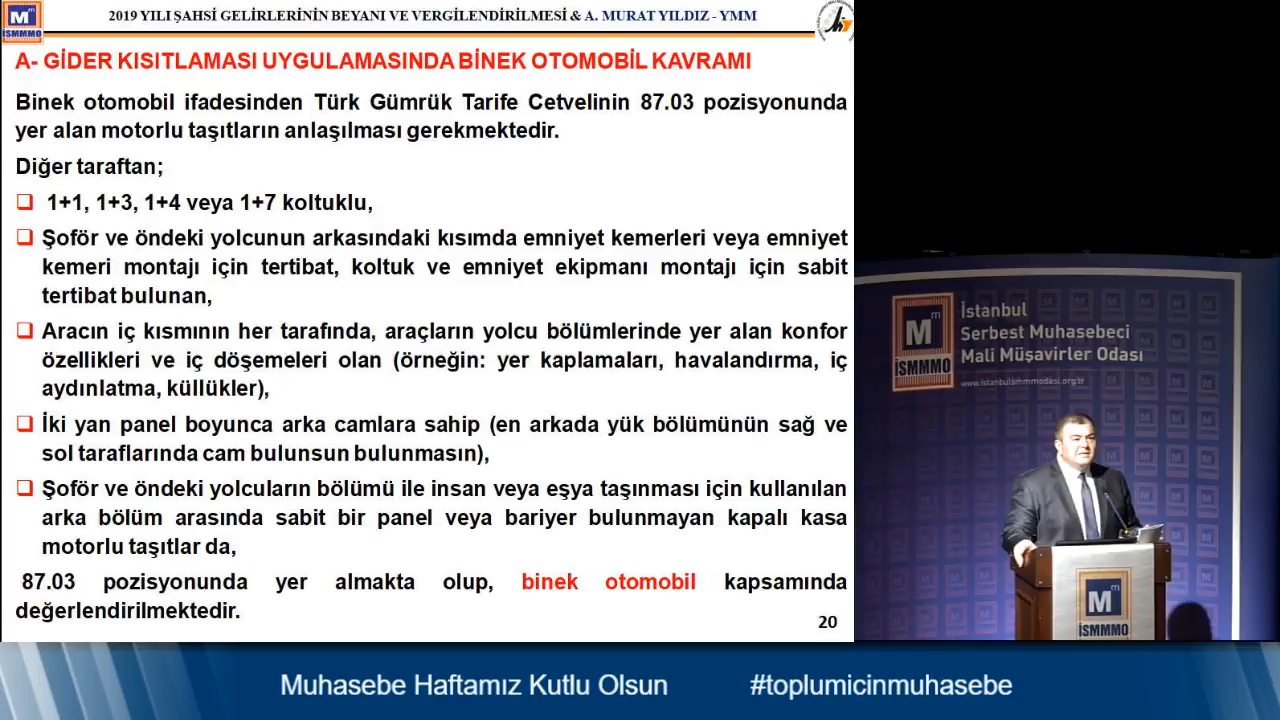 2019 YILI ŞAHSİ GELİRLERİNİN BEYANI VE VERGİLENDİRİLMESİ & A. MURAT YILDIZ - YMM
Mm
İSMMMO
A- GİDER KISITLAMASI UYGULAMASINDA BİNEK OTOMOBİL KAVRAMI
Binek otomobil ifadesinden Türk Gümrük Tarife Cetvelinin 87.03 pozisyonunda
yer alan motorlu taşıtların anlaşılması gerekmektedir.
Diğer taraftan;
1+1, 1+3, 1+4 veya 1+7 koltuklu,
Şoför ve öndeki yolcunun arkasındaki kısımda emniyet kemerleri veya emniyet
kemeri montajı için tertibat, koltuk ve emniyet ekipmanı montajı için sabit
tertibat bulunan,
Aracın iç kısmının her tarafında, araçların yolcu bölümlerinde yer alan konfor
özellikleri ve iç döşemeleri olan (örneğin: yer kaplamaları, havalandırma, iç
aydınlatma, küllükler),
İki yan panel boyunca arka camlara sahip (en arkada yük bölümünün sağ ve
sol taraflarında cam bulunsun bulunmasın),
Şoför ve öndeki yolcuların bölümü ile insan veya eşya taşınması için kullanılan
arka bölüm arasında sabit bir panel veya bariyer bulunmayan kapalı kasa
motorlu taşıtlar da,
87.03 pozisyonunda yer almakta olup, binek otomobil kapsamında
değerlendirilmektedir.
20
Mm
İSMMMO
İstanbul
Serbest Muhasebeci
Mali Müşavirler Odası
www.istanbulsmmmodasi.org.tr
Mm
İSMMMO
Muhasebe Haftamız Kutlu Olsun
#toplumicinmuhasebe